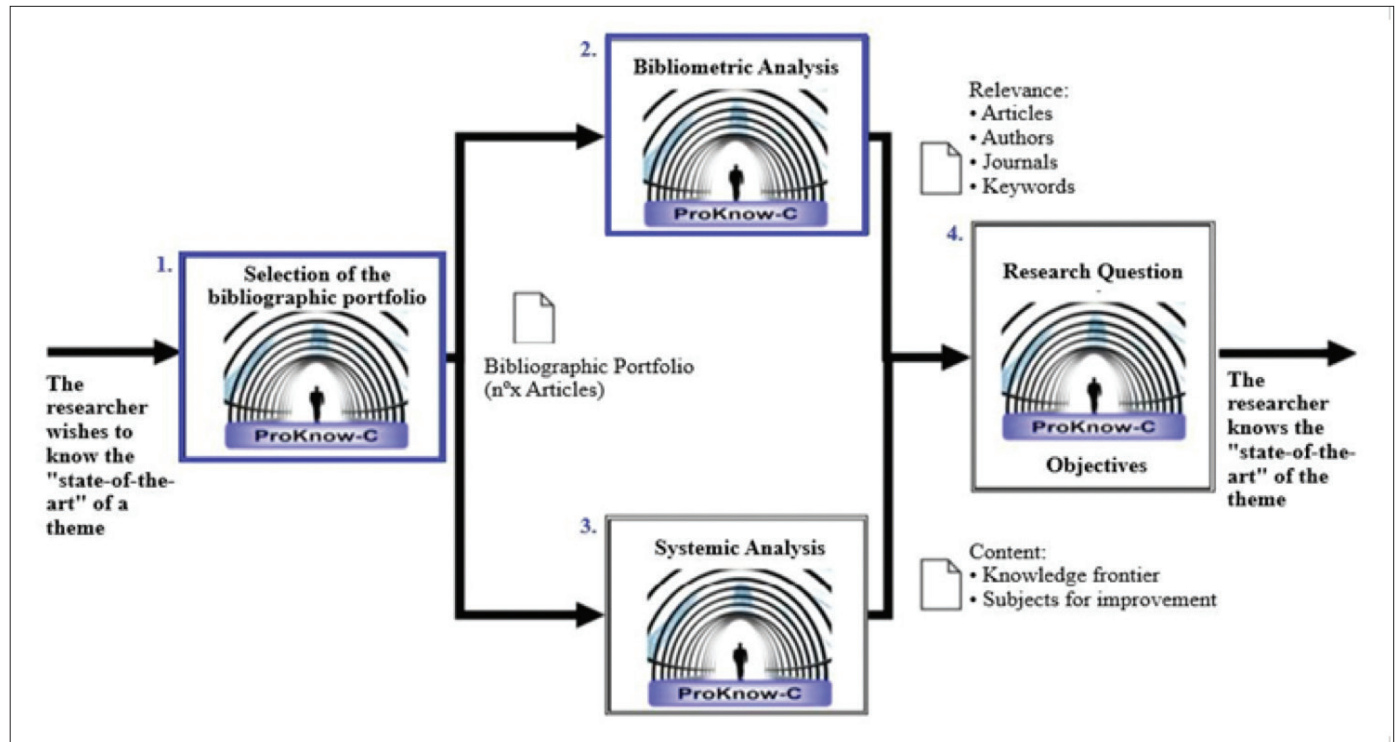 The
researcher
wishes to
know the
"state-of-the-
art" of a
theme
1.
Selection of the
bibliographic portfolio
ProKnow-C
Bibliographic Portfolio
(nºx Articles)
2.
Bibliometric Analysis
ProKnow-C
3.
Systemic Analysis
ProKnow-C
Relevance:
• Articles
• Authors
• Journals
• Keywords
4.
Research Question
ProKnow-C
Objectives
Content:
• Knowledge frontier
• Subjects for improvement
The
researcher
knows the
"state-of-the-
art" of the
theme